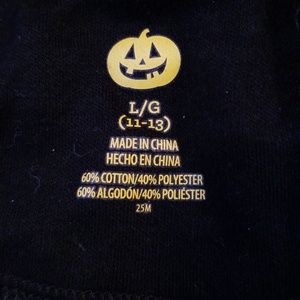 L/G
(11-13)
MADE IN CHINA
HECHO EN CHINA
60% COTTON/40% POLYESTER
60% ALGODÓN/40% POLIÉSTER
25M